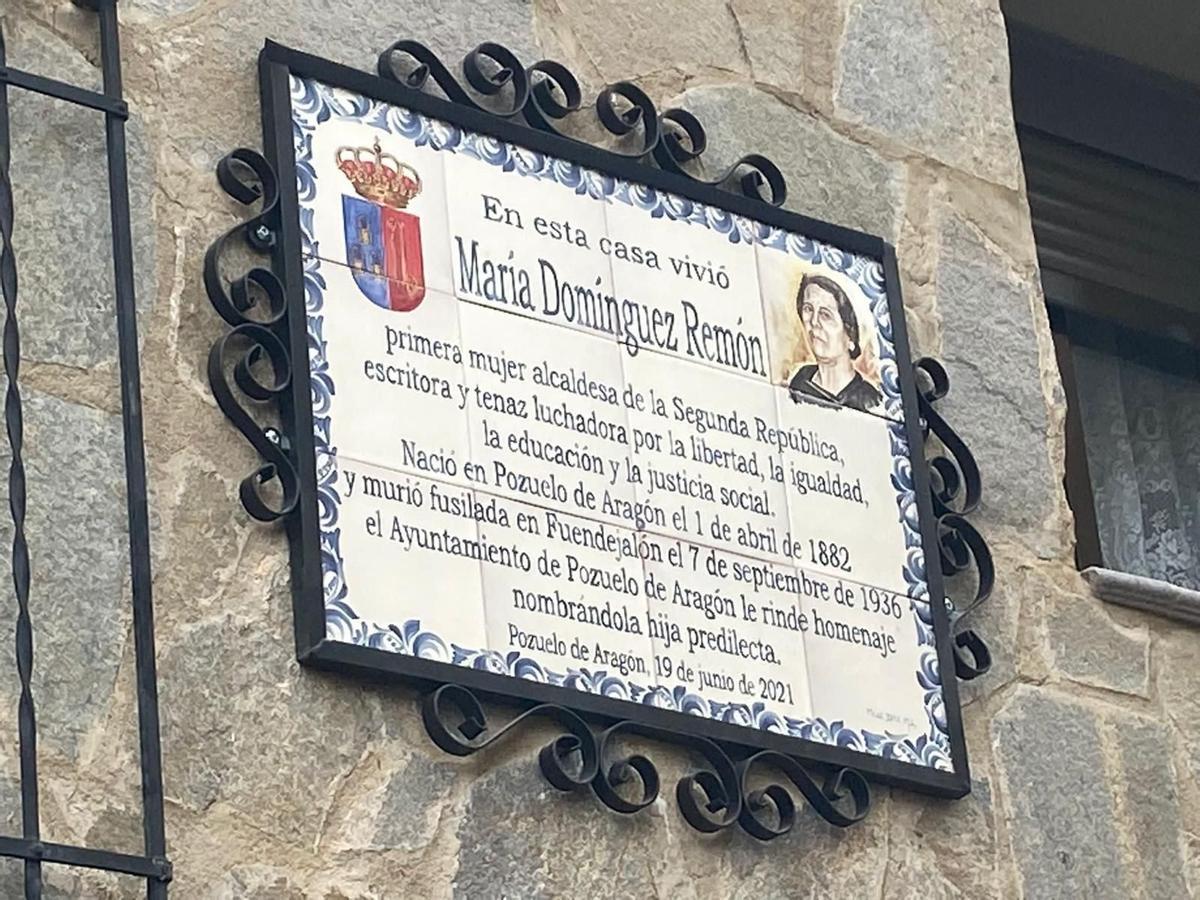 En esta casa vivió
María Domínguez Remón
primera mujer alcaldesa de la Segunda República,
escritora y tenaz luchadora por la libertad, la igualdad,
la educación y la justicia social.
Nació en Pozuelo de Aragón el 1 de abril de 1882
y murió fusilada en Fuendejalón el 7 de septiembre de 1936
el Ayuntamiento de Pozuelo de Aragón le rinde homenaje
nombrándola hija predilecta.
Pozuelo de Aragón, 19 de junio de 2021